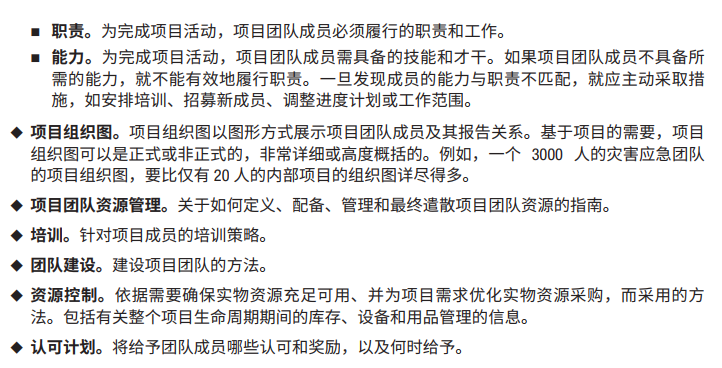 ■ 职责。为完成项目活动，项目团队成员必须履行的职责和工作。
■ 能力。为完成项目活动，项目团队成员需具备的技能和才干。如果项目团队成员不具备所
需的能力，就不能有效地履行职责。一旦发现成员的能力与职责不匹配，就应主动采取措
施，如安排培训、招募新成员、调整进度计划或工作范围。
◆ 项目组织图。项目组织图以图形方式展示项目团队成员及其报告关系。基于项目的需要，项目
组织图可以是正式或非正式的，非常详细或高度概括的。例如，一个 3000 人的灾害应急团队
的项目组织图，要比仅有 20 人的内部项目的组织图详尽得多。
◆ 项目团队资源管理。关于如何定义、配备、管理和最终遣散项目团队资源的指南。
◆ 培训。针对项目成员的培训策略。
◆ 团队建设。建设项目团队的方法。
◆ 资源控制。依据需要确保实物资源充足可用、并为项目需求优化实物资源采购，而采用的方
法。包括有关整个项目生命周期期间的库存、设备和用品管理的信息。
◆ 认可计划。将给予团队成员哪些认可和奖励，以及何时给予。